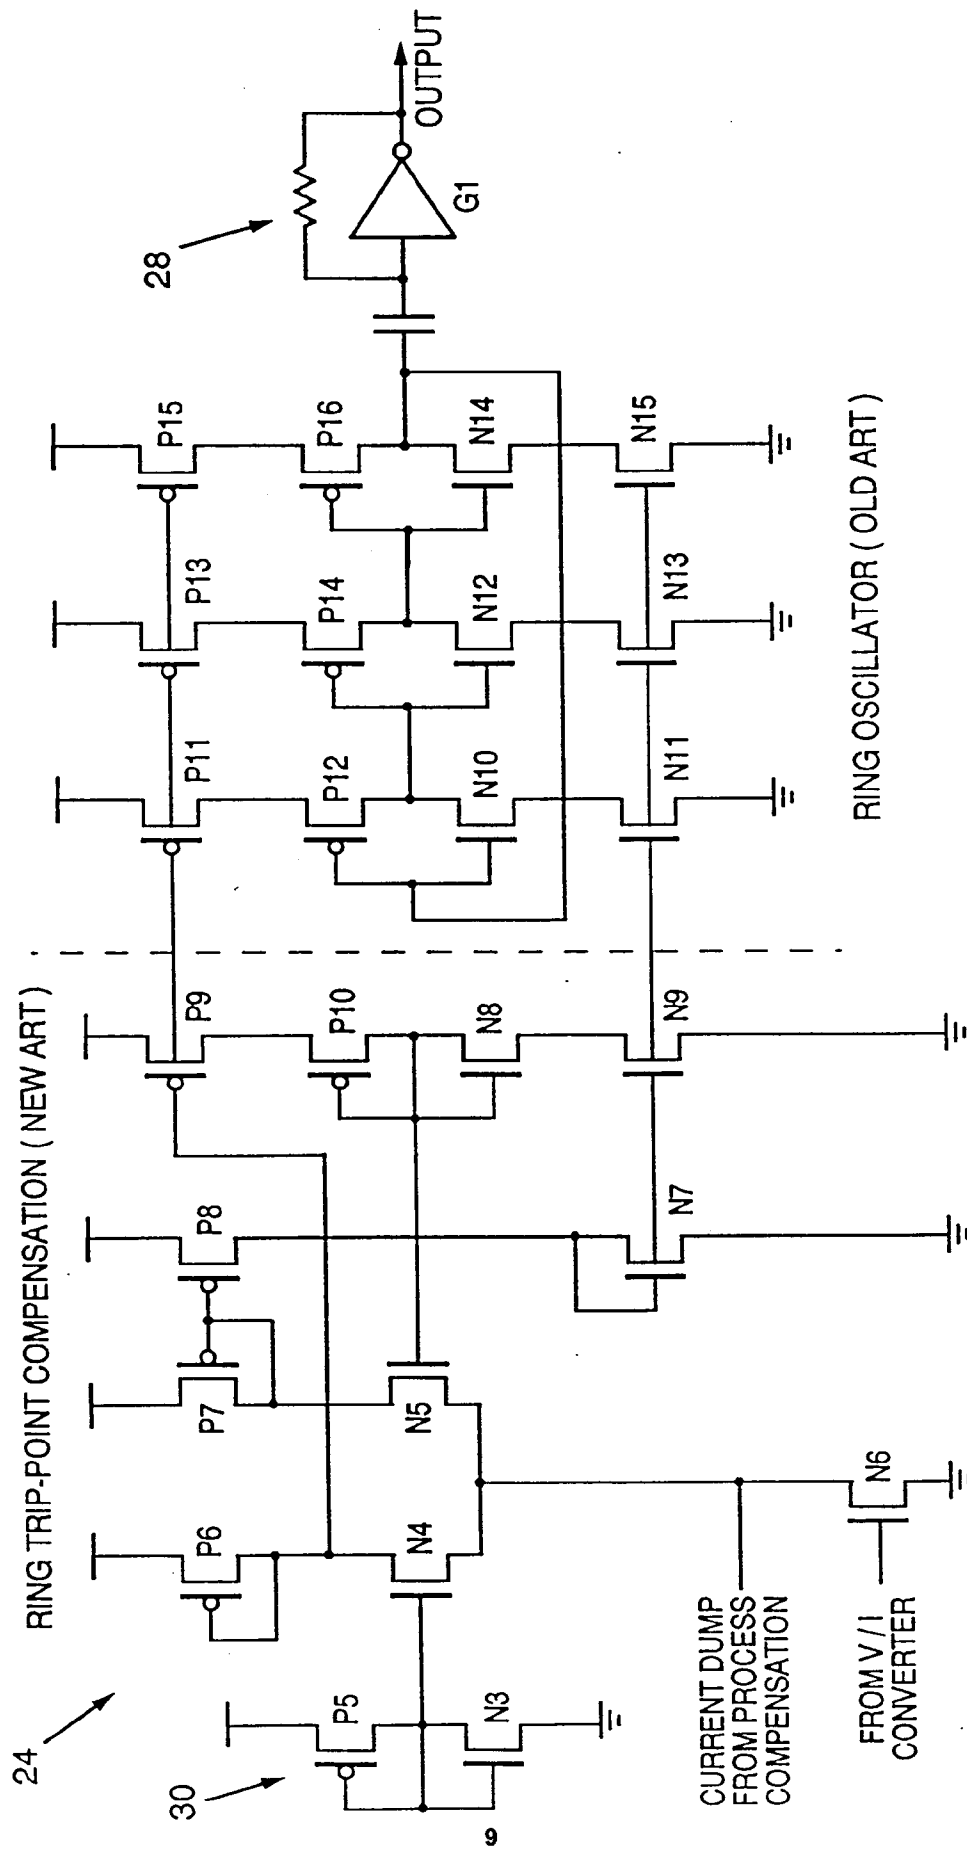 RING TRIP-POINT COMPENSATION ( NEW ART )
24
30
P5
N3
P6
N4
P7
N5
P8
N7
P9
P10
N8
N9
N6
CURRENT DUMP
FROM PROCESS
COMPENSATION
FROM V / I
CONVERTER
P11
P12
N10
N11
P13
P14
N12
N13
P15
P16
N14
N15
RING OSCILLATOR ( OLD ART )
28
G1
OUTPUT
9